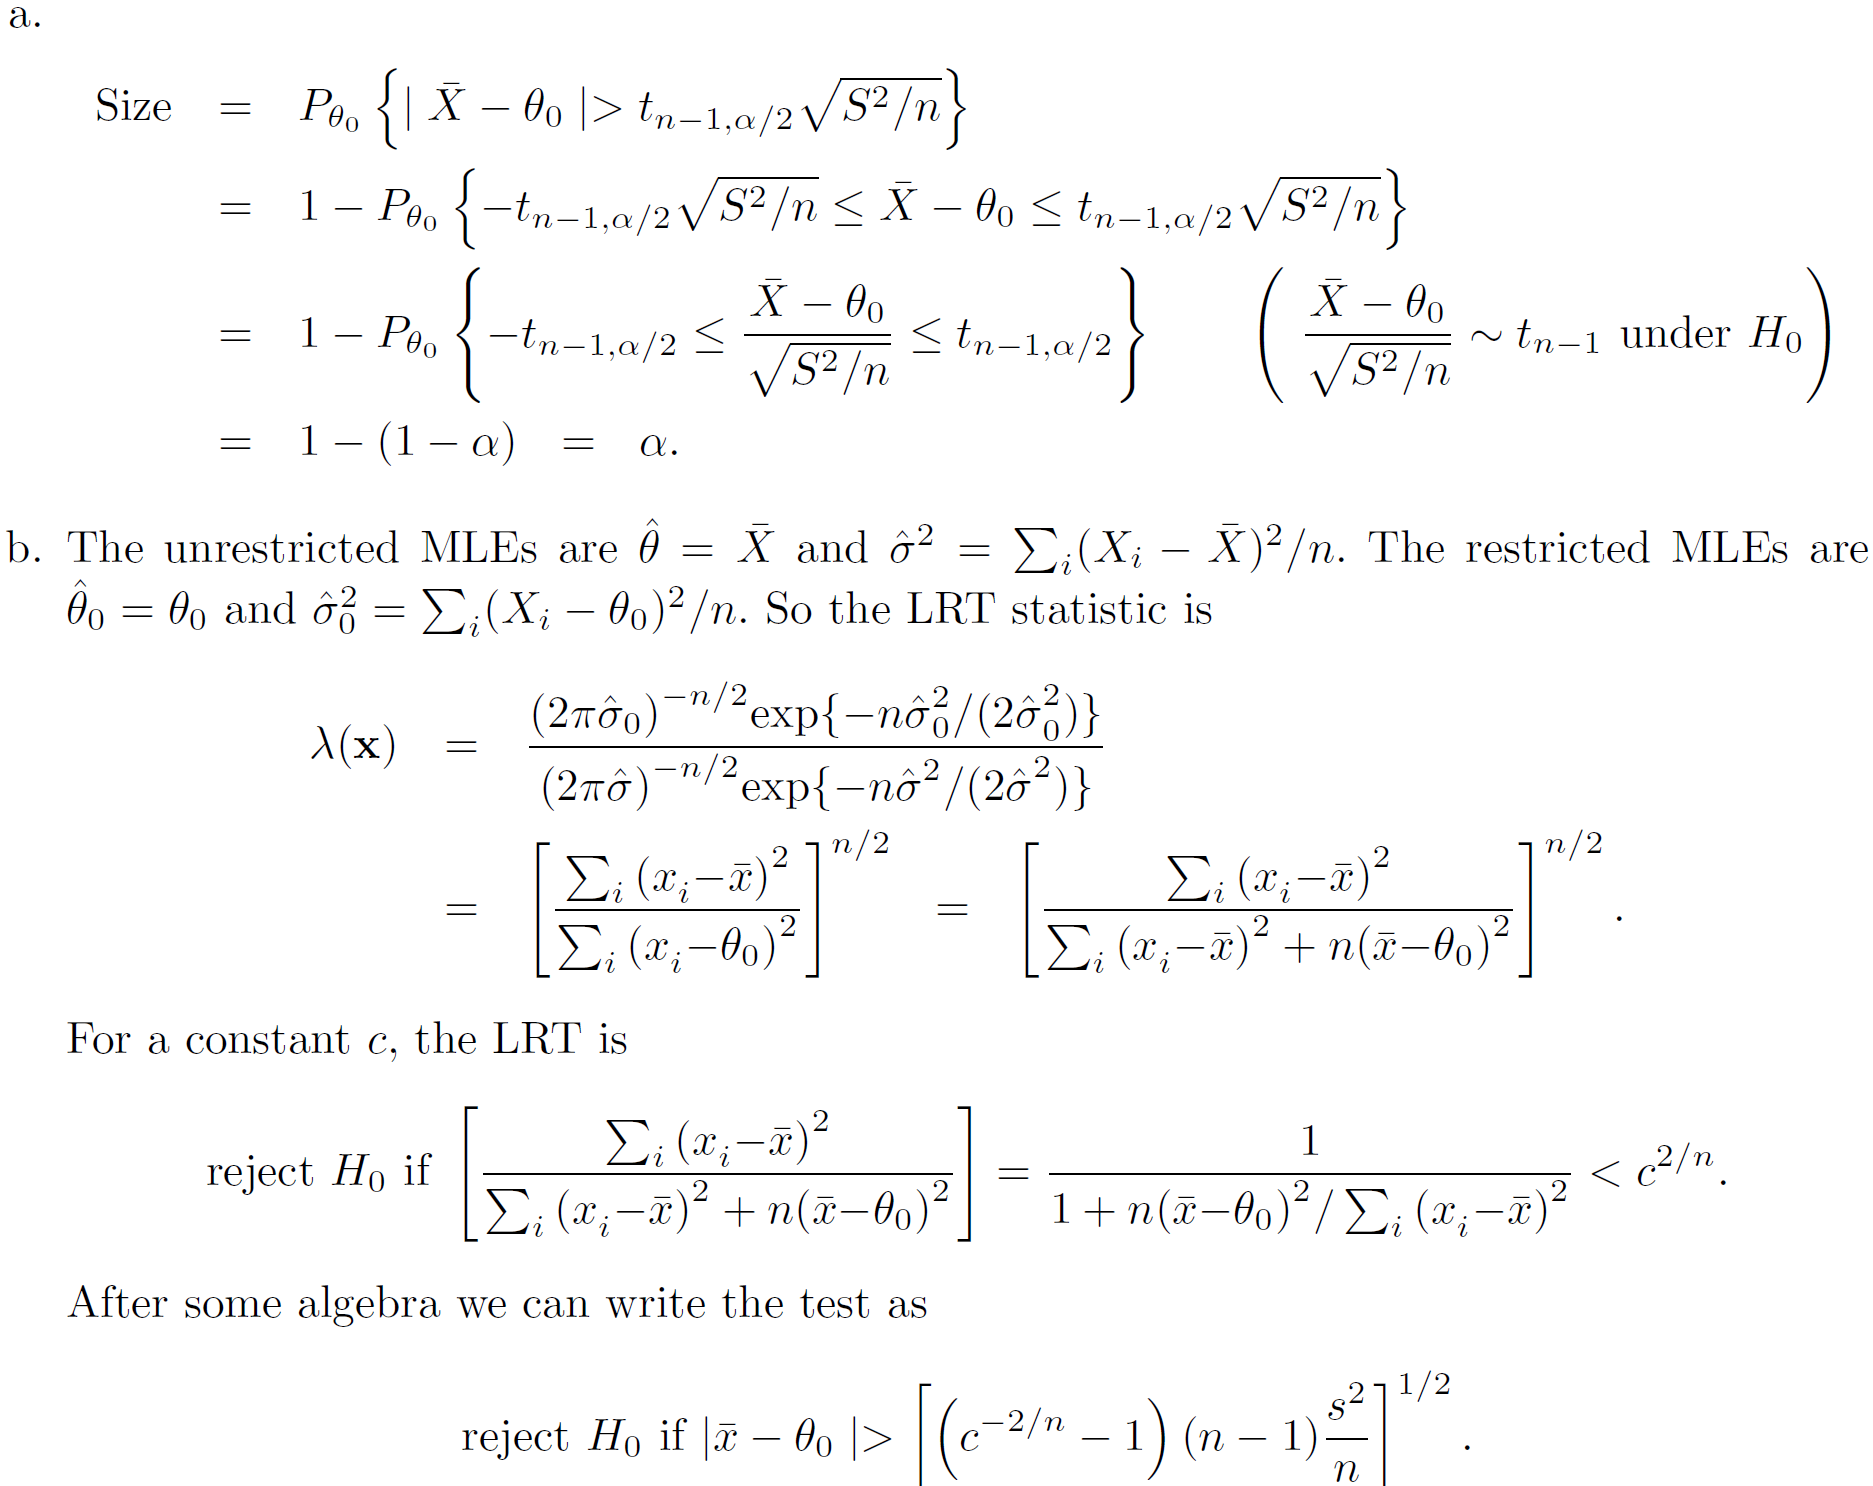 a.
Size = P_{θ_0} { | X̄ − θ_0 |> t_{n−1,α/2} √(S²/n) }
= 1 − P_{θ_0} { −t_{n−1,α/2} √(S²/n) ≤ X̄ − θ_0 ≤ t_{n−1,α/2} √(S²/n) }
= 1 − P_{θ_0} { −t_{n−1,α/2} ≤ (X̄ − θ_0)/√(S²/n) ≤ t_{n−1,α/2} } ( (X̄ − θ_0)/√(S²/n) ∼ t_{n−1} under H_0 )
= 1 − (1 − α) = α.
b. The unrestricted MLEs are θ̂ = X̄ and σ̂² = ∑_i(X_i − X̄)²/n. The restricted MLEs are
θ̂_0 = θ_0 and σ̂_0² = ∑_i(X_i − θ_0)²/n. So the LRT statistic is
λ(x) = (2πσ̂_0)^{−n/2} exp{−nσ̂_0²/(2σ̂_0²)} / (2πσ̂)^{−n/2} exp{−nσ̂²/(2σ̂²)}
= [ ∑_i (x_i−x̄)² / ∑_i (x_i−θ_0)² ]^{n/2} = [ ∑_i (x_i−x̄)² / (∑_i (x_i−x̄)² + n(x̄−θ_0)²) ]^{n/2} .
For a constant c, the LRT is
reject H_0 if [ ∑_i (x_i−x̄)² / (∑_i (x_i−x̄)² + n(x̄−θ_0)²) ] = 1 / (1 + n(x̄−θ_0)²/ ∑_i (x_i−x̄)²) < c^{2/n}.
After some algebra we can write the test as
reject H_0 if |x̄ − θ_0 |> [ (c^{−2/n} − 1) (n − 1) s²/n ]^{1/2} .